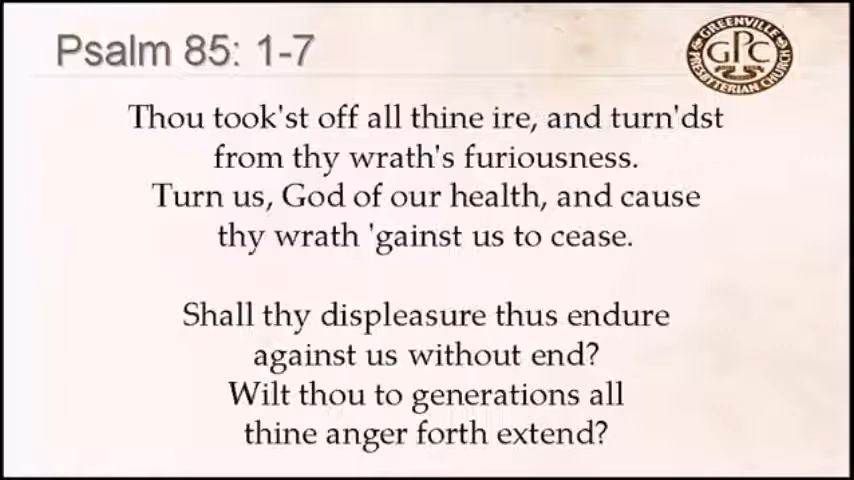 Psalm 85: 1-7
GREENVILLE
GPC
PRESBYTERIAN CHURCH
Thou took'st off all thine ire, and turn'dst
from thy wrath's furiousness.
Turn us, God of our health, and cause
thy wrath 'gainst us to cease.
Shall thy displeasure thus endure
against us without end?
Wilt thou to generations all
thine anger forth extend?